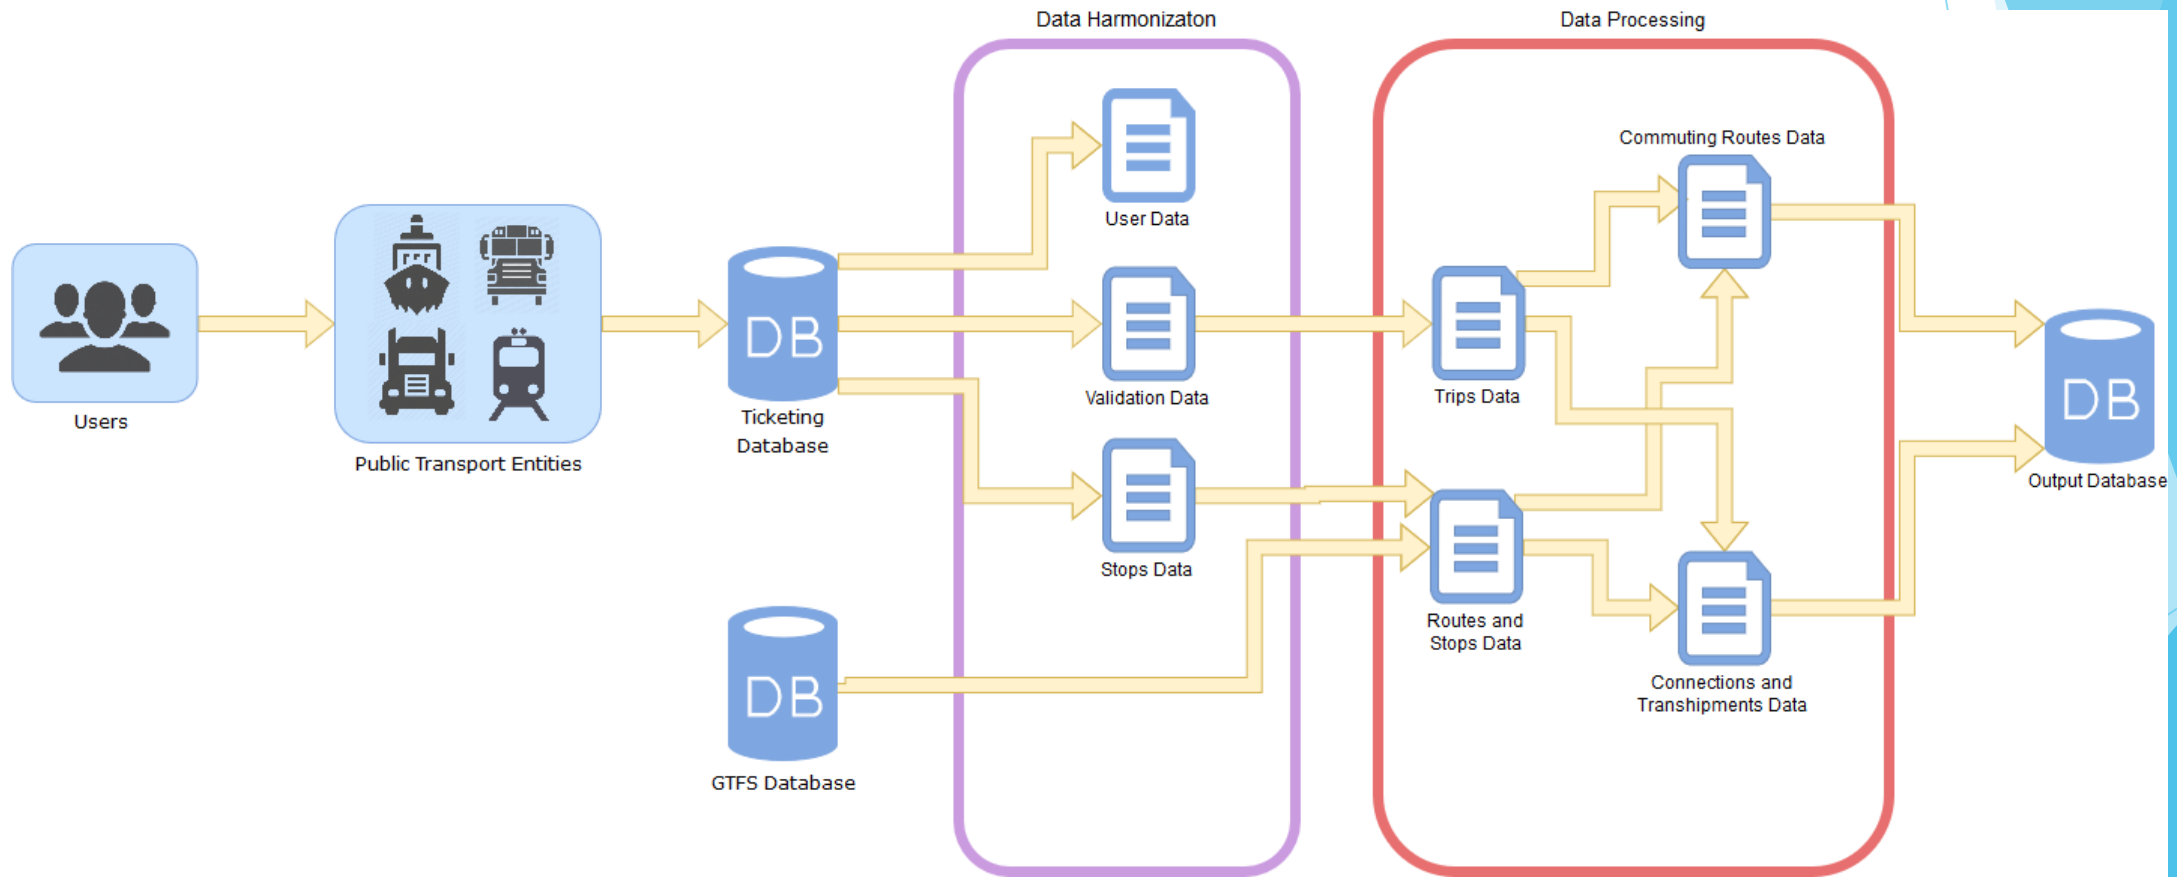 Data Harmonizaton
Data Processing
Commuting Routes Data
User Data
DB
Validation Data
Trips Data
DB
Users
Ticketing
Database
Public Transport Entities
Output Database
Stops Data
Routes and
Stops Data
DB
Connections and
Transhipments Data
GTFS Database